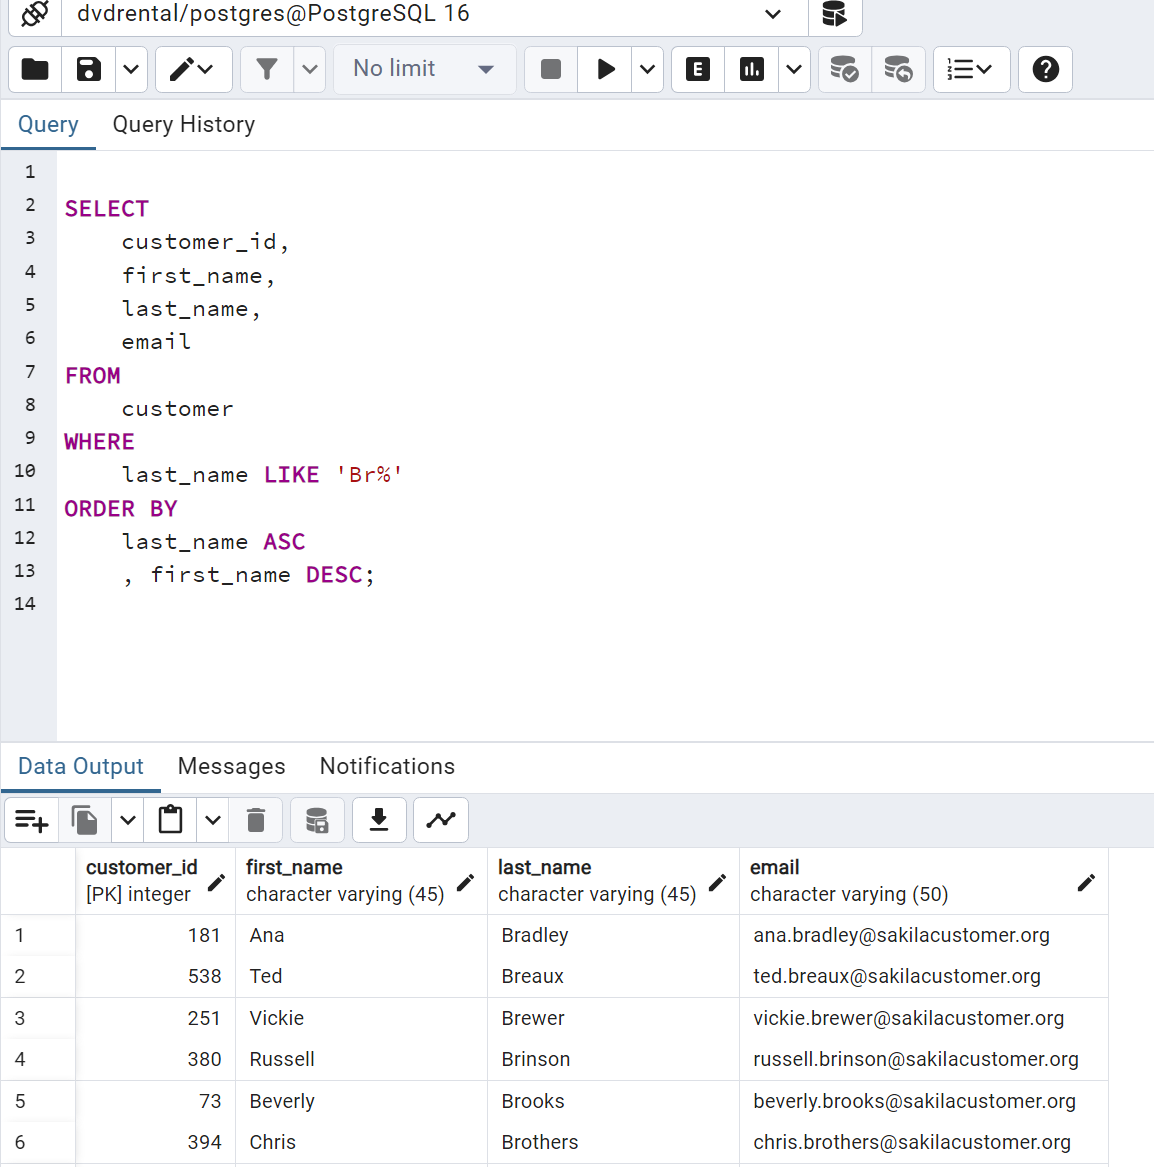 dvdrental/postgres@PostgreSQL 16
No limit
E
Query Query History
1
2 SELECT
3 customer_id,
4 first_name,
5 last_name,
6 email
7 FROM
8 customer
9 WHERE
10 last_name LIKE 'Br%'
11 ORDER BY
12 last_name ASC
13 , first_name DESC;
14
Data Output Messages Notifications
customer_id first_name last_name email
[PK] integer character varying (45) character varying (45) character varying (50)
1 181 Ana Bradley ana.bradley@sakilacustomer.org
2 538 Ted Breaux ted.breaux@sakilacustomer.org
3 251 Vickie Brewer vickie.brewer@sakilacustomer.org
4 380 Russell Brinson russell.brinson@sakilacustomer.org
5 73 Beverly Brooks beverly.brooks@sakilacustomer.org
6 394 Chris Brothers chris.brothers@sakilacustomer.org